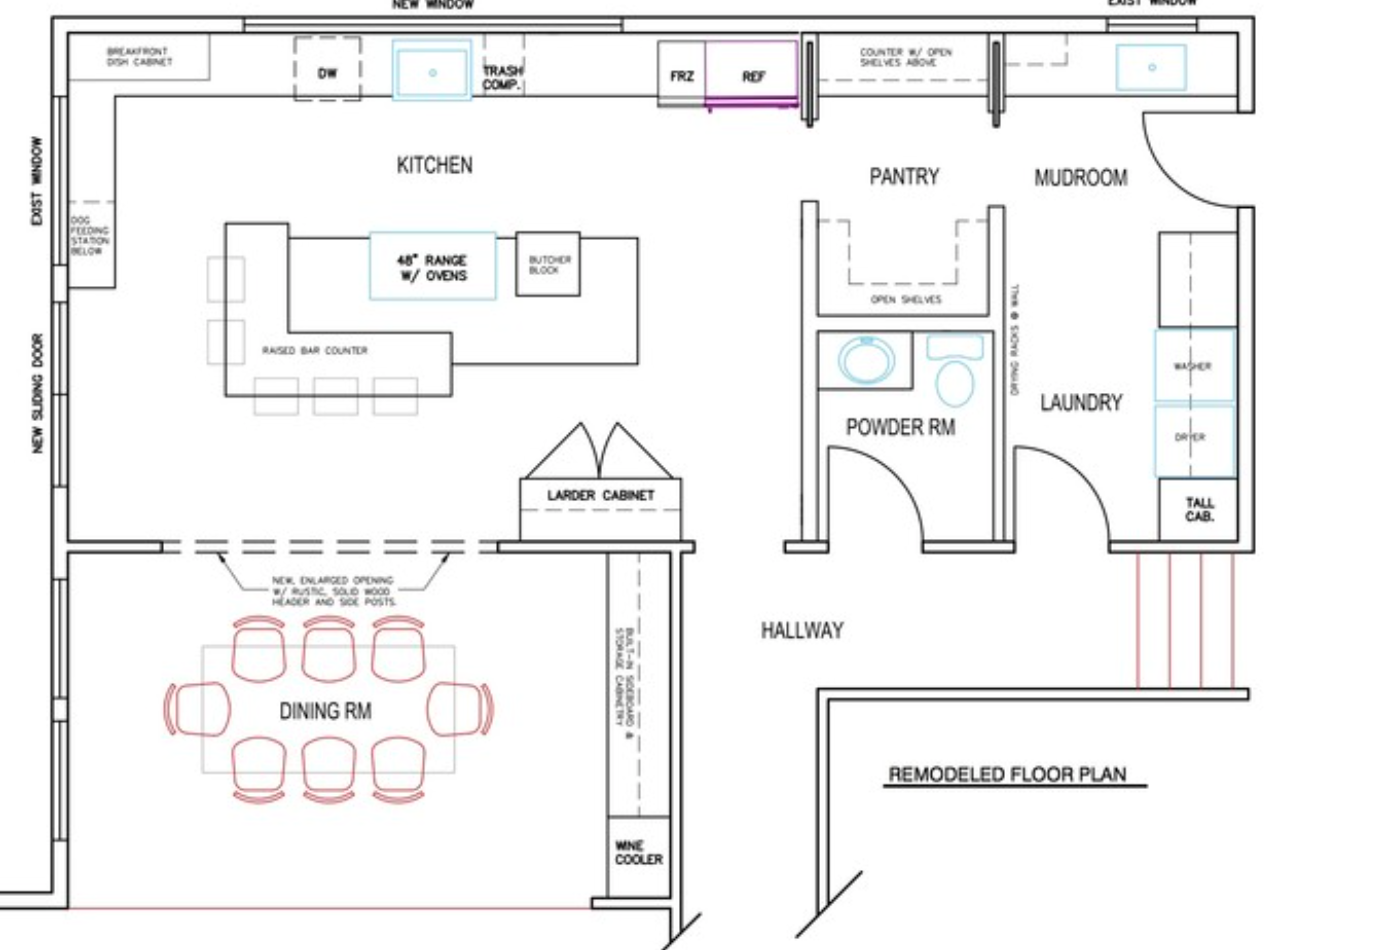 NEW WINDOW
EXIST WINDOW
BREAKFRONT
DISH CABINET
DW
TRASH
COMP.
FRZ
REF
COUNTER W/ OPEN
SHELVES ABOVE
EXIST WINDOW
KITCHEN
PANTRY
MUDROOM
DOG
FEEDING
STATION
BELOW
48" RANGE
W/ OVENS
BUTCHER
BLOCK
OPEN SHELVES
DRYING RACKS @ WALL
NEW SLIDING DOOR
RAISED BAR COUNTER
WASHER
LAUNDRY
POWDER RM
DRYER
LARDER CABINET
TALL
CAB.
NEW, ENLARGED OPENING
W/ RUSTIC, SOLID WOOD
HEADER AND SIDE POSTS.
HALLWAY
BUILT-IN SIDEBOARD &
STORAGE CABINETRY
DINING RM
REMODELED FLOOR PLAN
WINE
COOLER